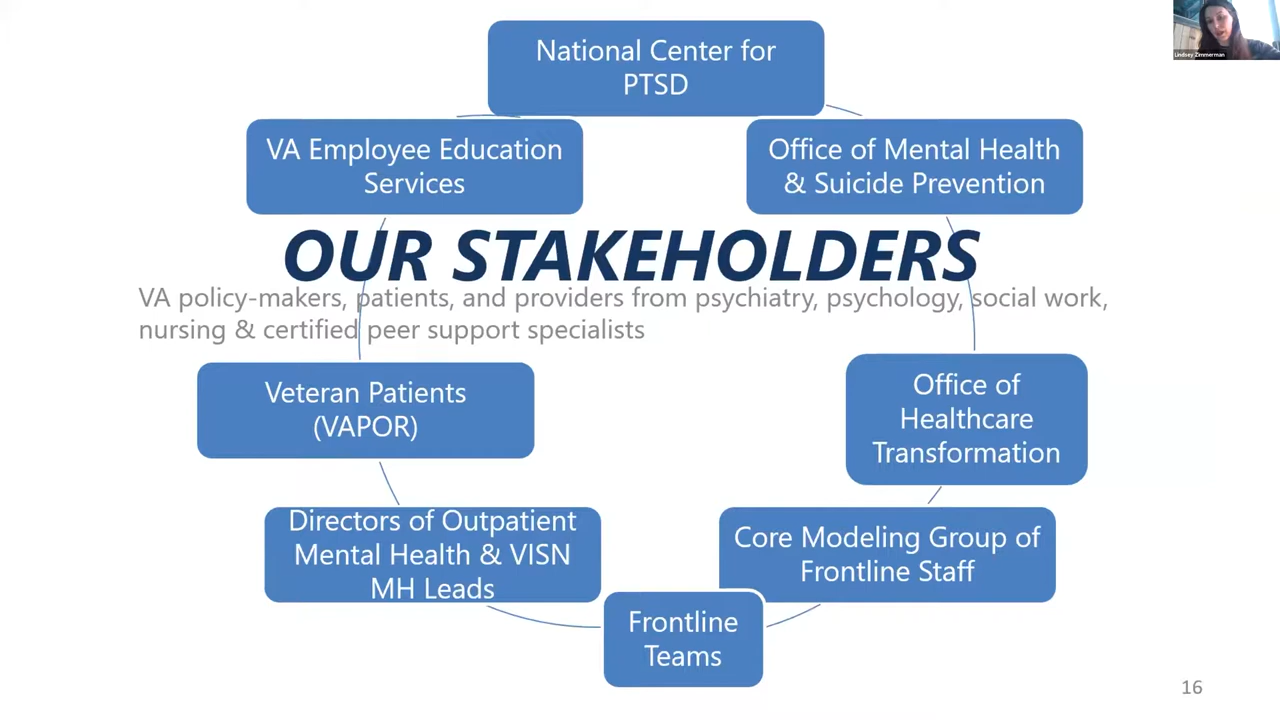 National Center for
PTSD
Lindsey Zimmerman
VA Employee Education
Services
Office of Mental Health
& Suicide Prevention
OUR STAKEHOLDERS
VA policy-makers, patients, and providers from psychiatry, psychology, social work,
nursing & certified peer support specialists
Veteran Patients
(VAPOR)
Office of
Healthcare
Transformation
Directors of Outpatient
Mental Health & VISN
MH Leads
Core Modeling Group of
Frontline Staff
Frontline
Teams
16